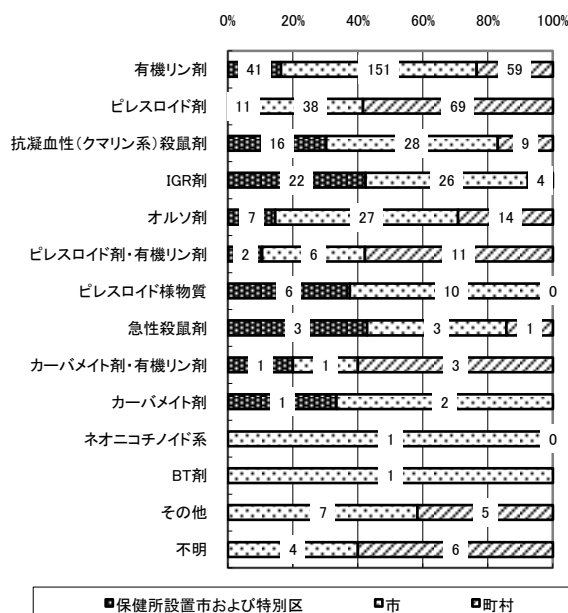 0% 20% 40% 60% 80% 100%
有機リン剤 41 151 59
ピレスロイド剤 11 38 69
抗凝血性(クマリン系)殺鼠剤 16 28 9
IGR剤 22 26 4
オルソ剤 7 27 14
ピレスロイド剤・有機リン剤 2 6 11
ピレスロイド様物質 6 10 0
急性殺鼠剤 3 3 1
カーバメイト剤・有機リン剤 1 1 3
カーバメイト剤 1 2
ネオニコチノイド系 1 0
BT剤 1
その他 7 5
不明 4 6
保健所設置市および特別区 市 町村